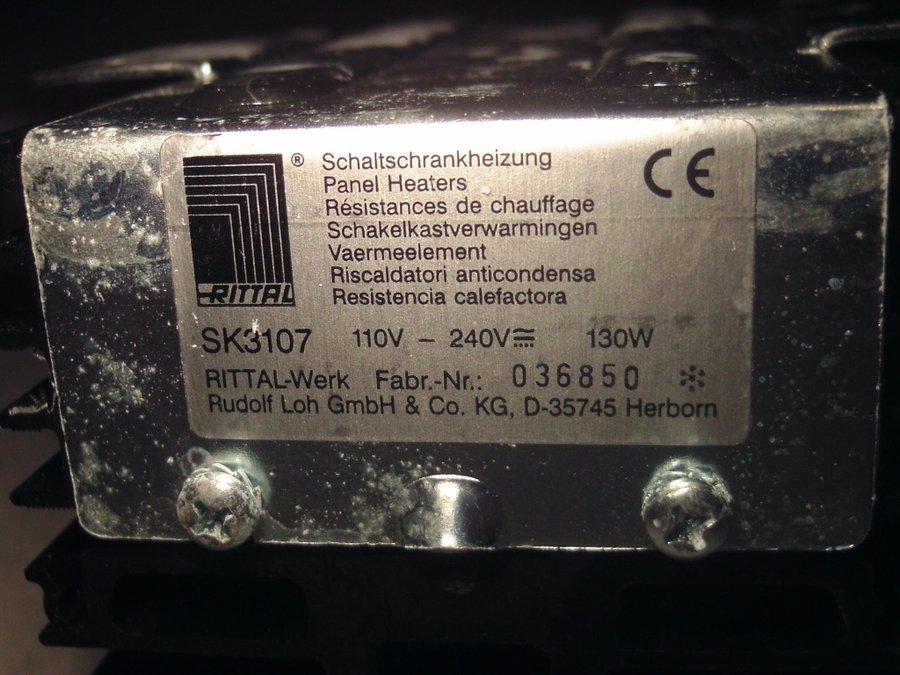 ® Schaltschrankheizung
Panel Heaters
Résistances de chauffage
Schakelkastverwarmingen
Vaermeelement
Riscaldatori anticondensa
Resistencia calefactora
CE
RITTAL
SK3107 110V – 240V⎓ 130W
RITTAL-Werk Fabr.-Nr.: 036850 ✲
Rudolf Loh GmbH & Co. KG, D-35745 Herborn